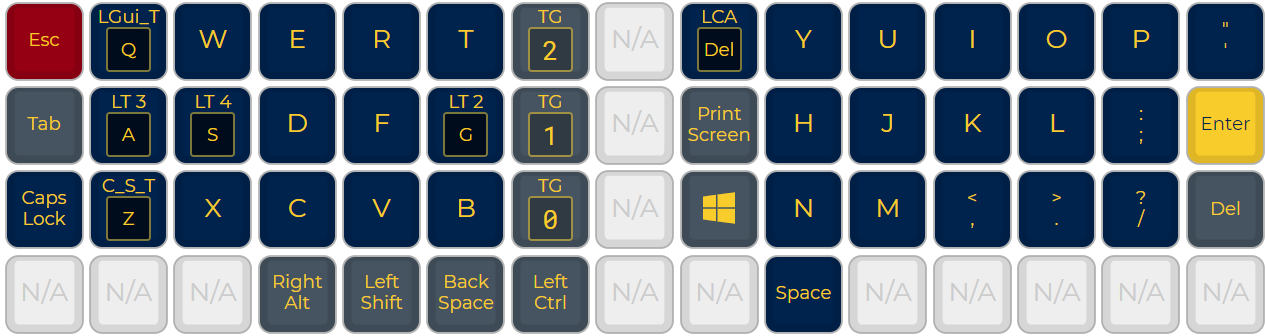 Esc LGui_T Q W E R T TG 2 N/A LCA Del Y U I O P " '
Tab LT 3 A LT 4 S D F LT 2 G TG 1 N/A Print Screen H J K L : ; Enter
Caps Lock C_S_T Z X C V B TG 0 N/A N M < , > . ? / Del
N/A N/A N/A Right Alt Left Shift Back Space Left Ctrl N/A N/A Space N/A N/A N/A N/A N/A